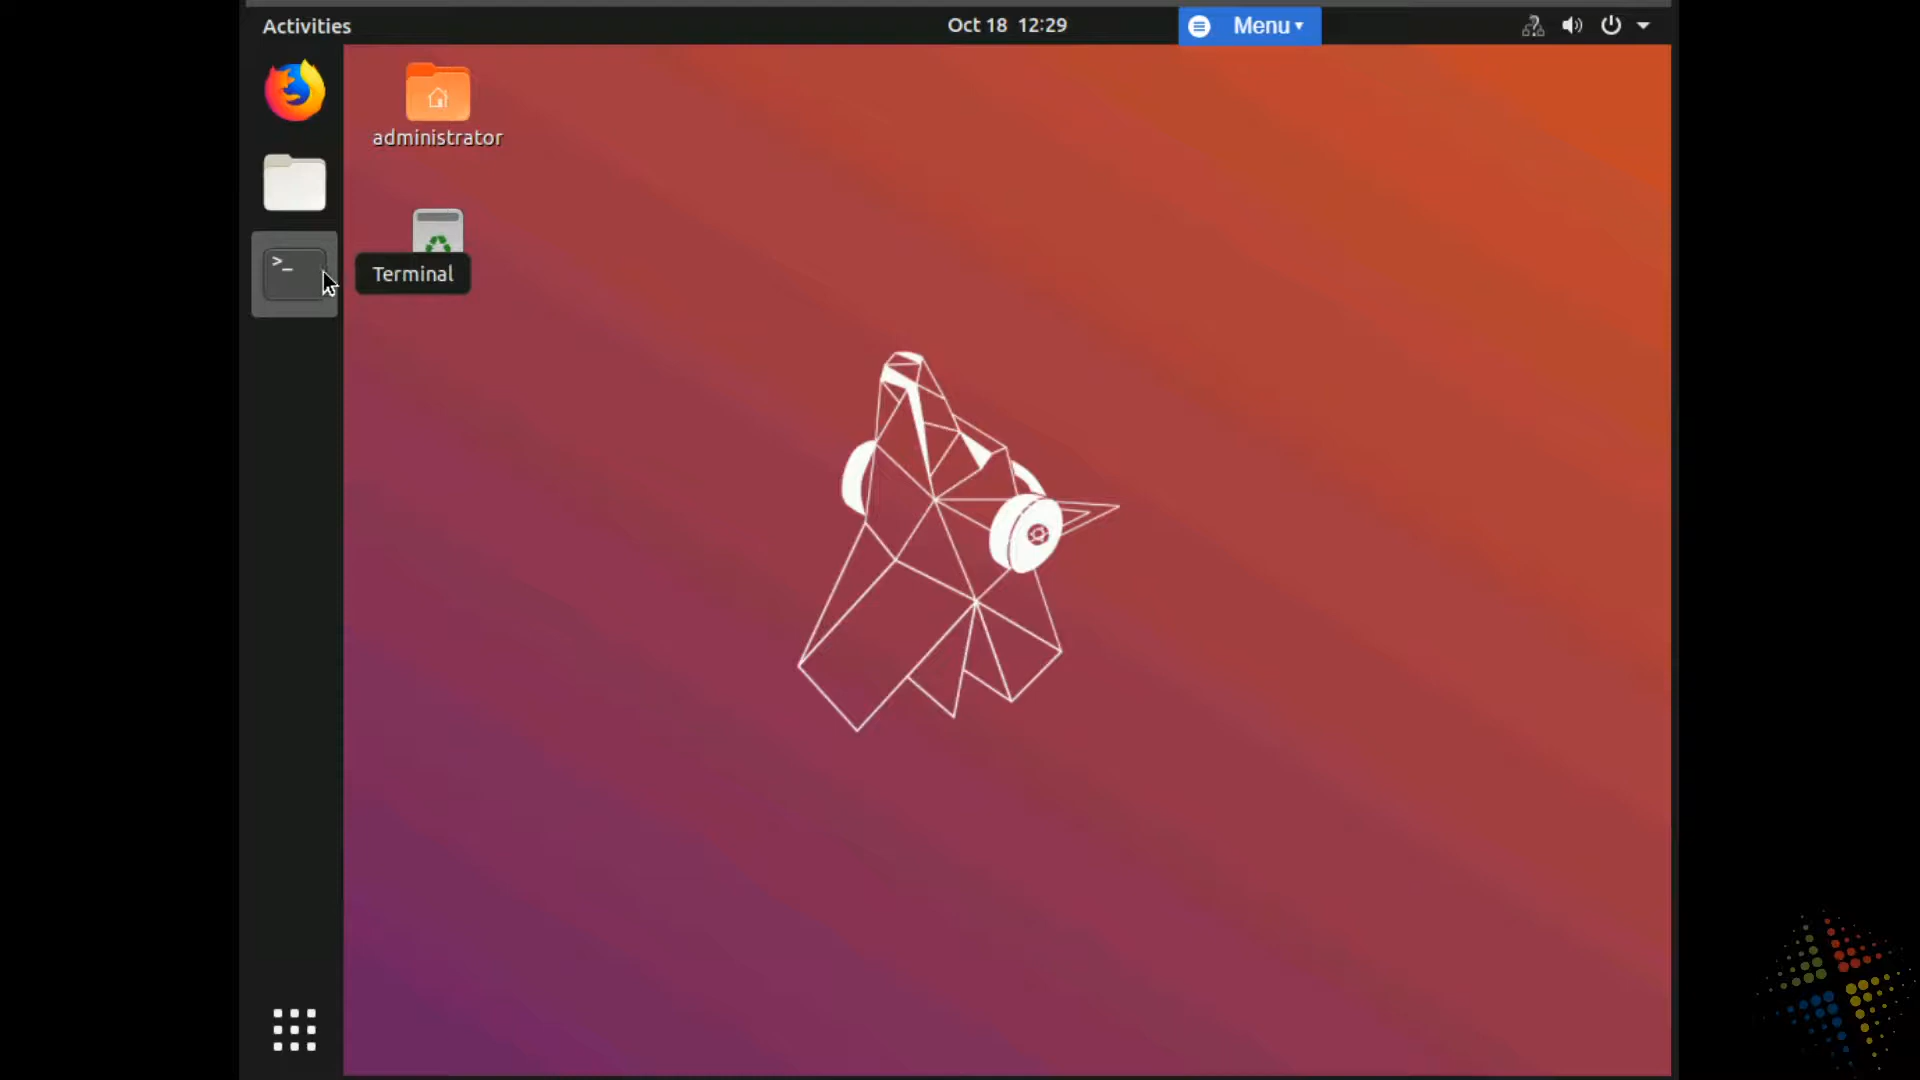 Activities
Oct 18 12:29
Menu
administrator
>_
Terminal